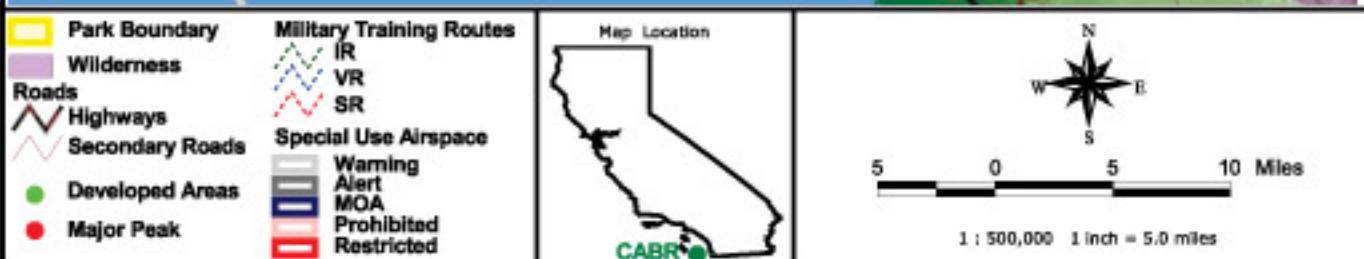 Park Boundary
Wilderness
Roads
Highways
Secondary Roads
Developed Areas
Major Peak
Military Training Routes
IR
VR
SR
Special Use Airspace
Warning
Alert
MOA
Prohibited
Restricted
Map Location
CABR
N
W E
S
5 0 5 10 Miles
1 : 500,000 1 inch = 5.0 miles